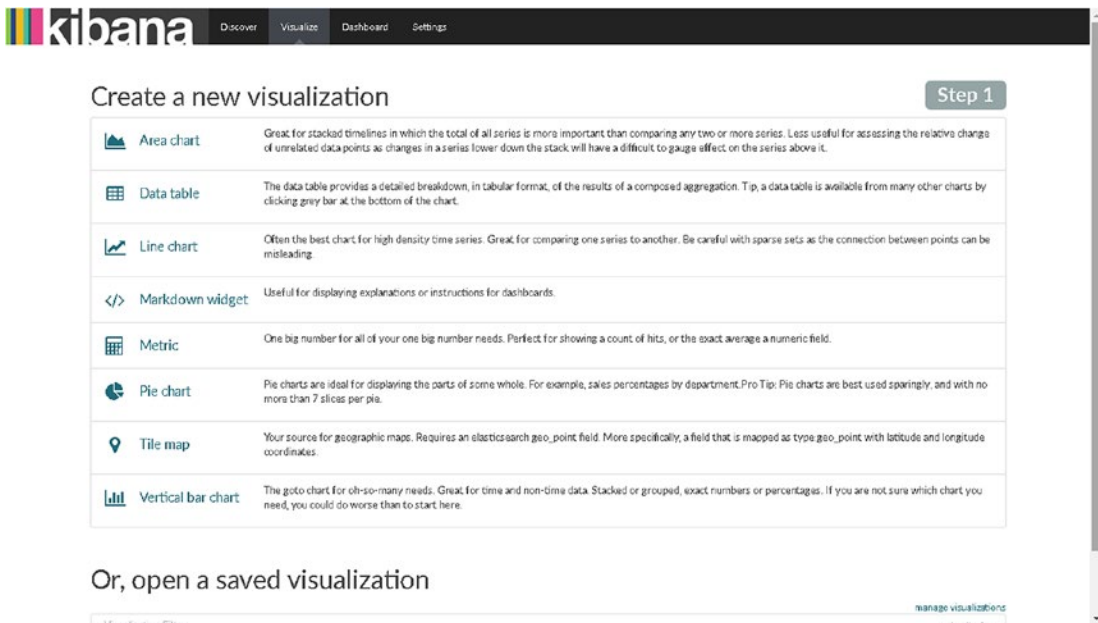 kibana
Discover
Visualize
Dashboard
Settings
Create a new visualization
Step 1
Area chart
Great for stacked timelines in which the total of all series is more important than comparing any two or more series. Less useful for assessing the relative change
of unrelated data points as changes in a series lower down the stack will have a difficult to gauge effect on the series above it.
Data table
The data table provides a detailed breakdown, in tabular format, of the results of a composed aggregation. Tip, a data table is available from many other charts by
clicking grey bar at the bottom of the chart.
Line chart
Often the best chart for high density time series. Great for comparing one series to another. Be careful with sparse sets as the connection between points can be
misleading.
Markdown widget
Useful for displaying explanations or instructions for dashboards.
Metric
One big number for all of your one big number needs. Perfect for showing a count of hits, or the exact average a numeric field.
Pie chart
Pie charts are ideal for displaying the parts of some whole. For example, sales percentages by department.Pro Tip: Pie charts are best used sparingly, and with no
more than 7 slices per pie.
Tile map
Your source for geographic maps. Requires an elasticsearch geo_point field. More specifically, a field that is mapped as type:geo_point with latitude and longitude
coordinates.
Vertical bar chart
The goto chart for oh-so-many needs. Great for time and non-time data. Stacked or grouped, exact numbers or percentages. If you are not sure which chart you
need, you could do worse than to start here.
Or, open a saved visualization
manage visualizations